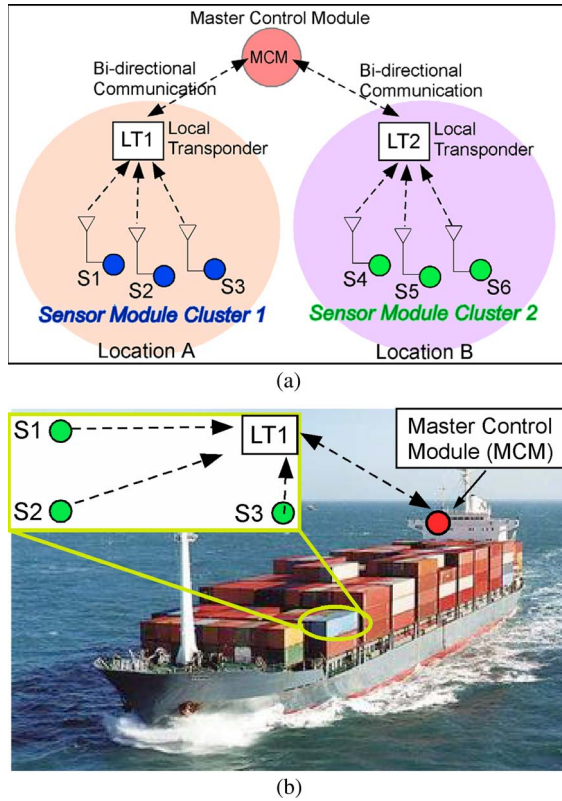 Master Control Module
MCM
Bi-directional
Communication
Bi-directional
Communication
LT1
Local
Transponder
LT2
Local
Transponder
S1
S2
S3
S4
S5
S6
Sensor Module Cluster 1
Sensor Module Cluster 2
Location A
Location B
(a)
S1
LT1
Master Control
Module (MCM)
S2
S3
(b)